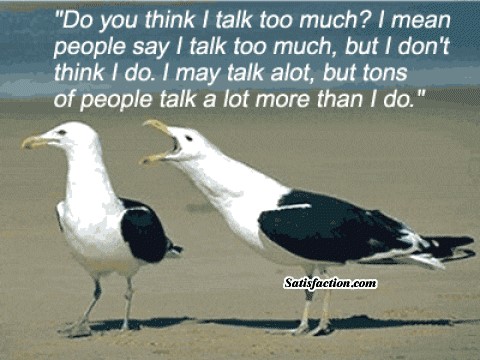 "Do you think I talk too much? I mean
people say I talk too much, but I don't
think I do. I may talk alot, but tons
of people talk a lot more than I do."
Satisfaction.com